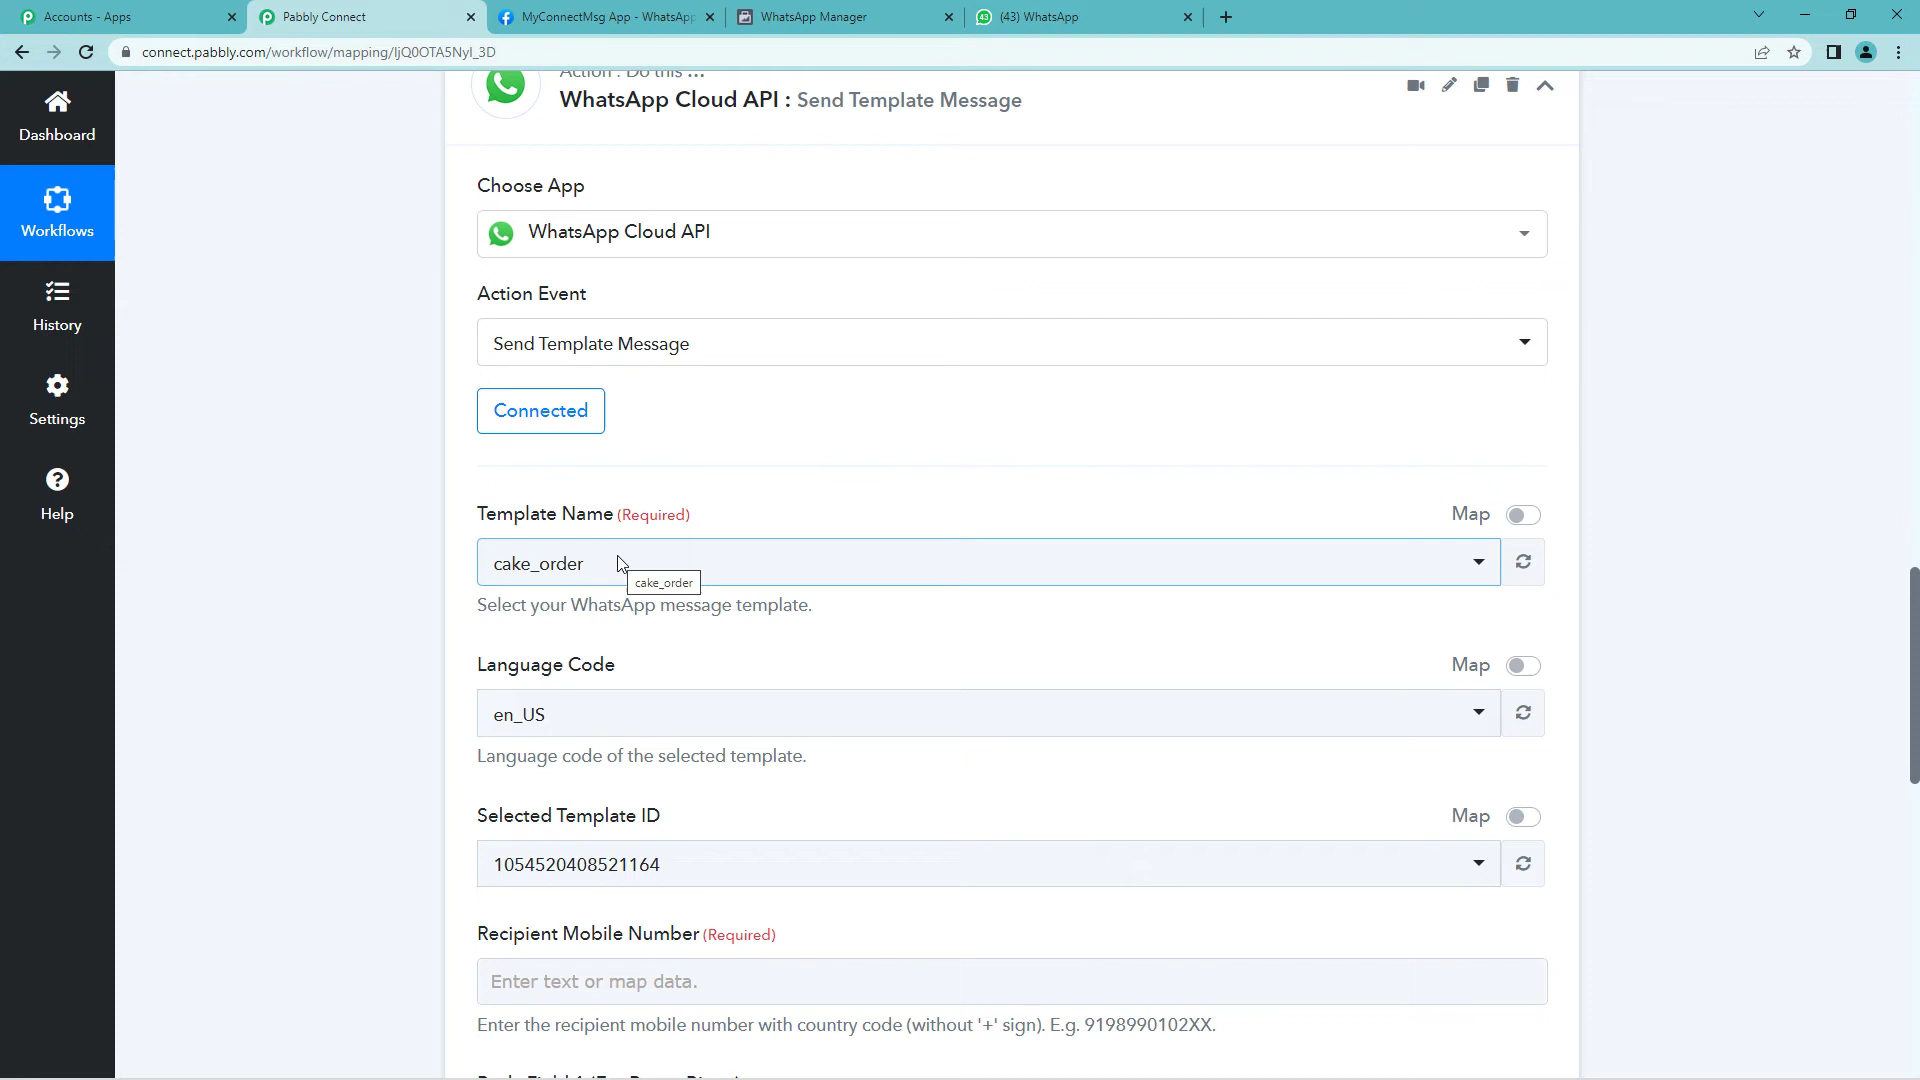 Accounts - Apps
Pabbly Connect
MyConnectMsg App - WhatsApp
WhatsApp Manager
(43) WhatsApp
connect.pabbly.com/workflow/mapping/
Action : Do this ...
WhatsApp Cloud API : Send Template Message
Dashboard
Workflows
History
Settings
Help
Choose App
WhatsApp Cloud API
Action Event
Send Template Message
Connected
Template Name (Required)
Map
cake_order
cake_order
Select your WhatsApp message template.
Language Code
Map
en_US
Language code of the selected template.
Selected Template ID
Map
1054520408521164
Recipient Mobile Number (Required)
Enter text or map data.
Enter the recipient mobile number with country code (without '+' sign). E.g. 9198990102XX.